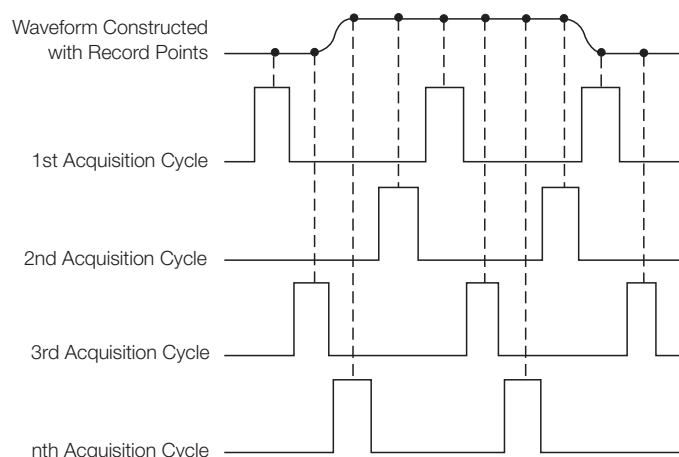 Waveform Constructed
with Record Points
1st Acquisition Cycle
2nd Acquisition Cycle
3rd Acquisition Cycle
nth Acquisition Cycle